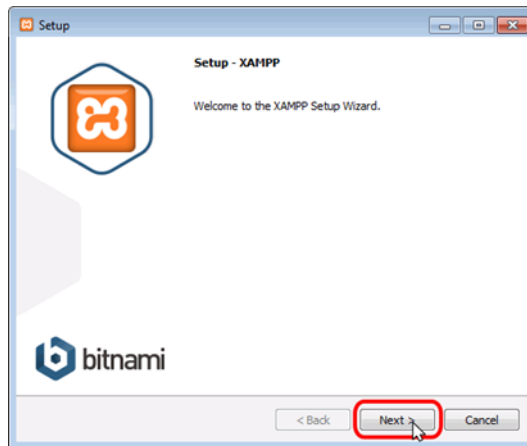 Setup
Setup - XAMPP
Welcome to the XAMPP Setup Wizard.
bitnami
< Back
Next >
Cancel